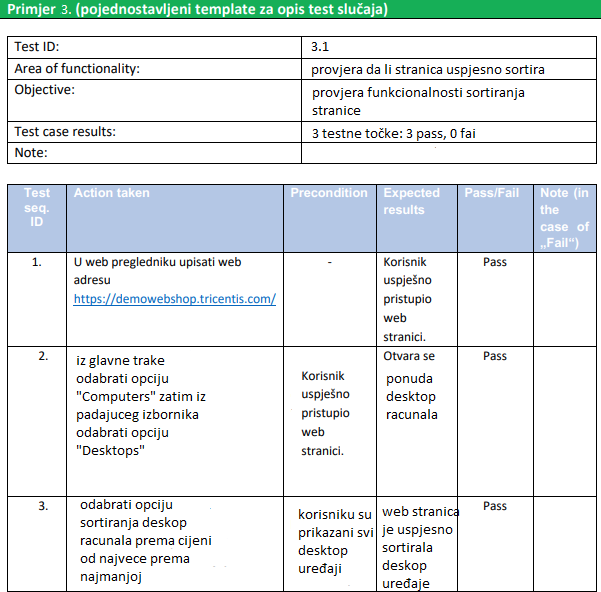 Primjer 3. (pojednostavljeni template za opis test slučaja)
Test ID: 3.1
Area of functionality: provjera da li stranica uspjesno sortira
Objective: provjera funkcionalnosti sortiranja
stranice
Test case results: 3 testne točke: 3 pass, 0 fai
Note:
Test
seq.
ID
Action taken
Precondition
Expected
results
Pass/Fail
Note (in
the
case of
„Fail“)
1.
U web pregledniku upisati web
adresu
https://demowebshop.tricentis.com/
-
Korisnik
uspješno
pristupio
web
stranici.
Pass
2.
iz glavne trake
odabrati opciju
"Computers" zatim iz
padajuceg izbornika
odabrati opciju
"Desktops"
Korisnik
uspješno
pristupio
web
stranici.
Otvara se
ponuda
desktop
racunala
Pass
3.
odabrati opciju
sortiranja deskop
racunala prema cijeni
od najvece prema
najmanjoj
korisniku su
prikazani svi
desktop
uređaji
web stranica
je uspjesno
sortirala
deskop
uređaje
Pass